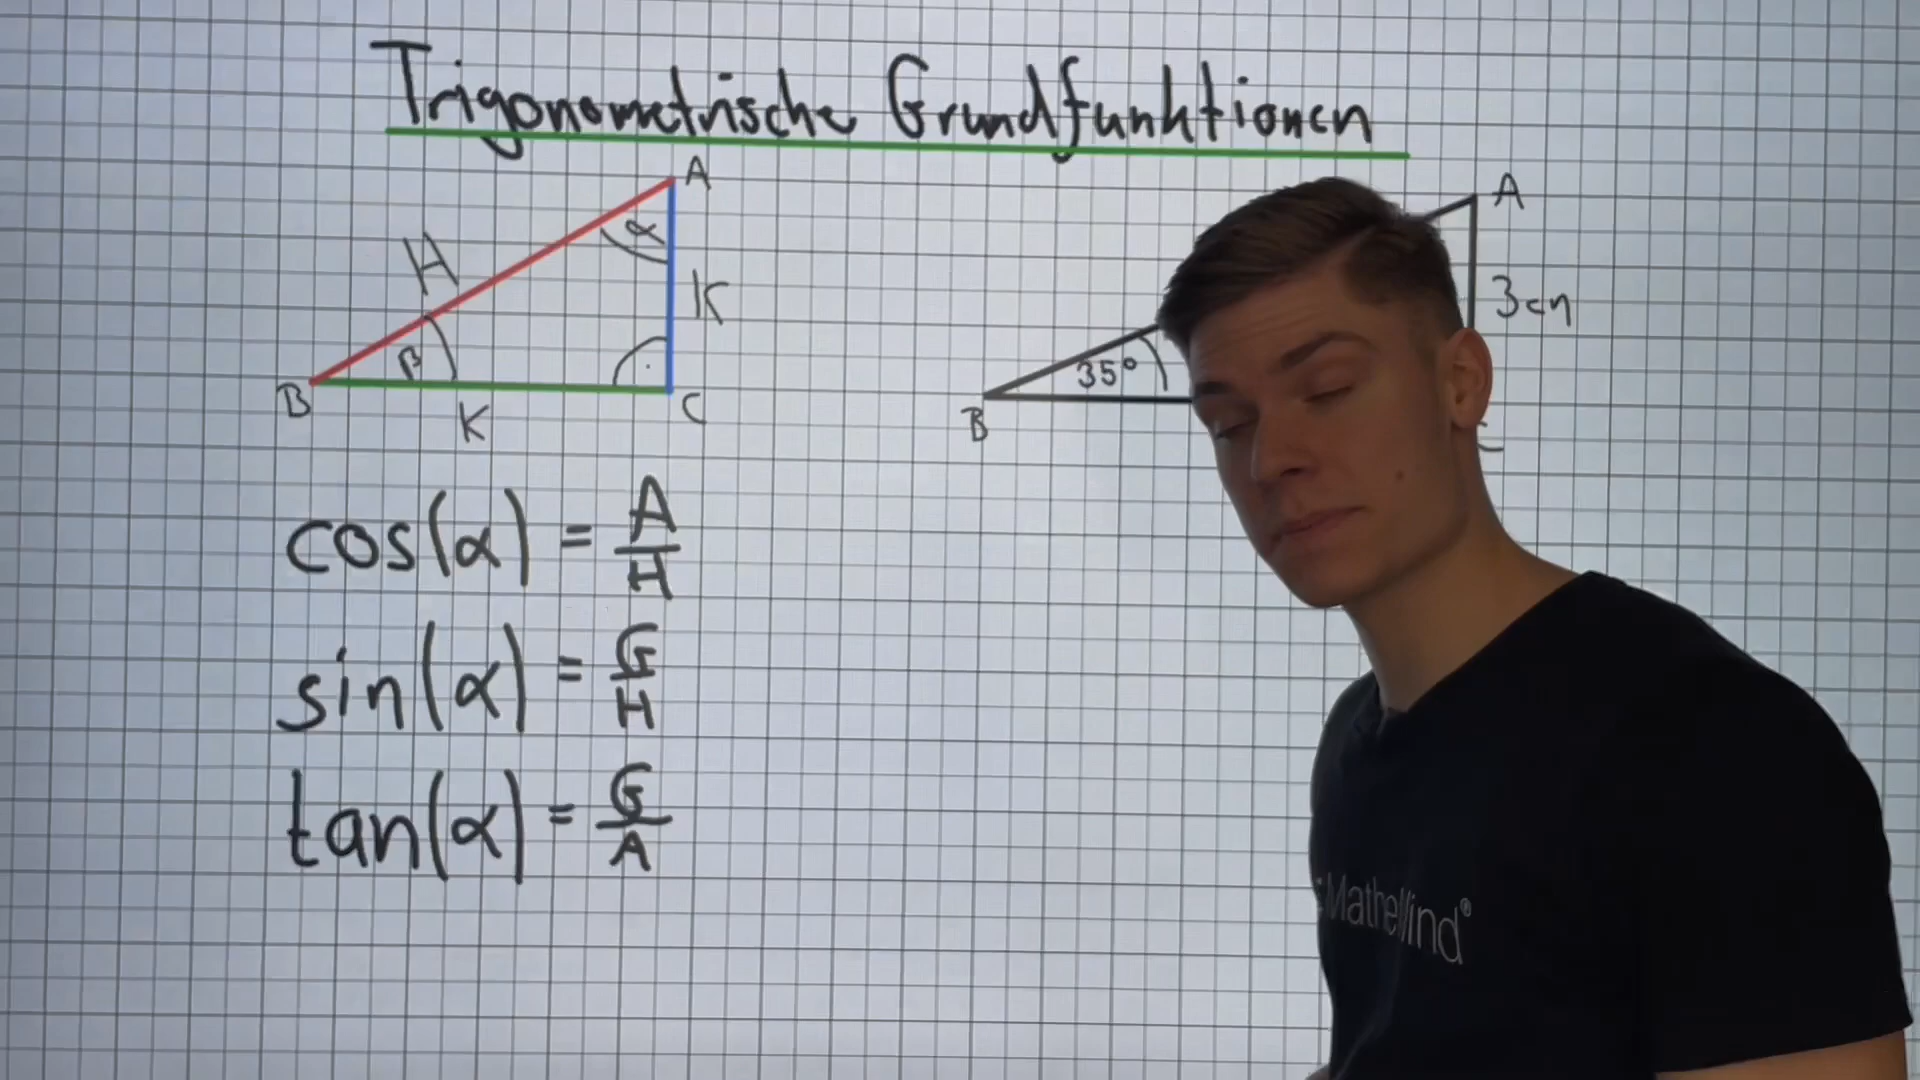 Trigonometrische Grundfunktionen
A
α
H
K
β
B
K
C
A
3cm
35°
B
C
cos(α) = A/H
sin(α) = G/H
tan(α) = G/A
MatheMind®